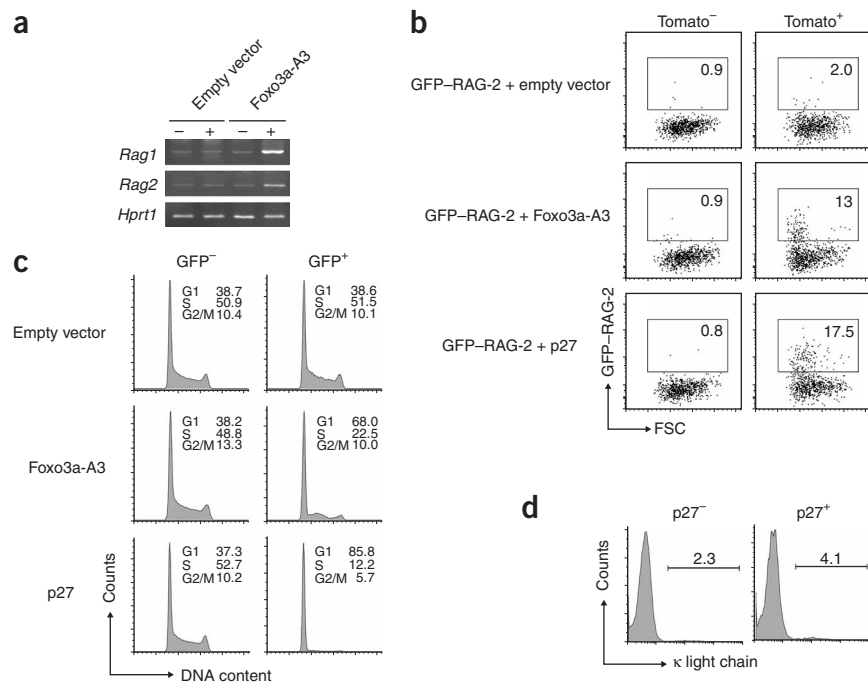 a
Empty vector
Foxo3a-A3
– + – +
Rag1
Rag2
Hprt1
b
Tomato– Tomato+
GFP–RAG-2 + empty vector
0.9
2.0
GFP–RAG-2 + Foxo3a-A3
0.9
13
GFP–RAG-2 + p27
0.8
17.5
GFP–RAG-2
FSC
c
GFP– GFP+
Empty vector
G1 38.7
S 50.9
G2/M 10.4
G1 38.6
S 51.5
G2/M 10.1
Foxo3a-A3
G1 38.2
S 48.8
G2/M 13.3
G1 68.0
S 22.5
G2/M 10.0
p27
G1 37.3
S 52.7
G2/M 10.2
G1 85.8
S 12.2
G2/M 5.7
Counts
DNA content
d
p27– p27+
2.3
4.1
Counts
κ light chain